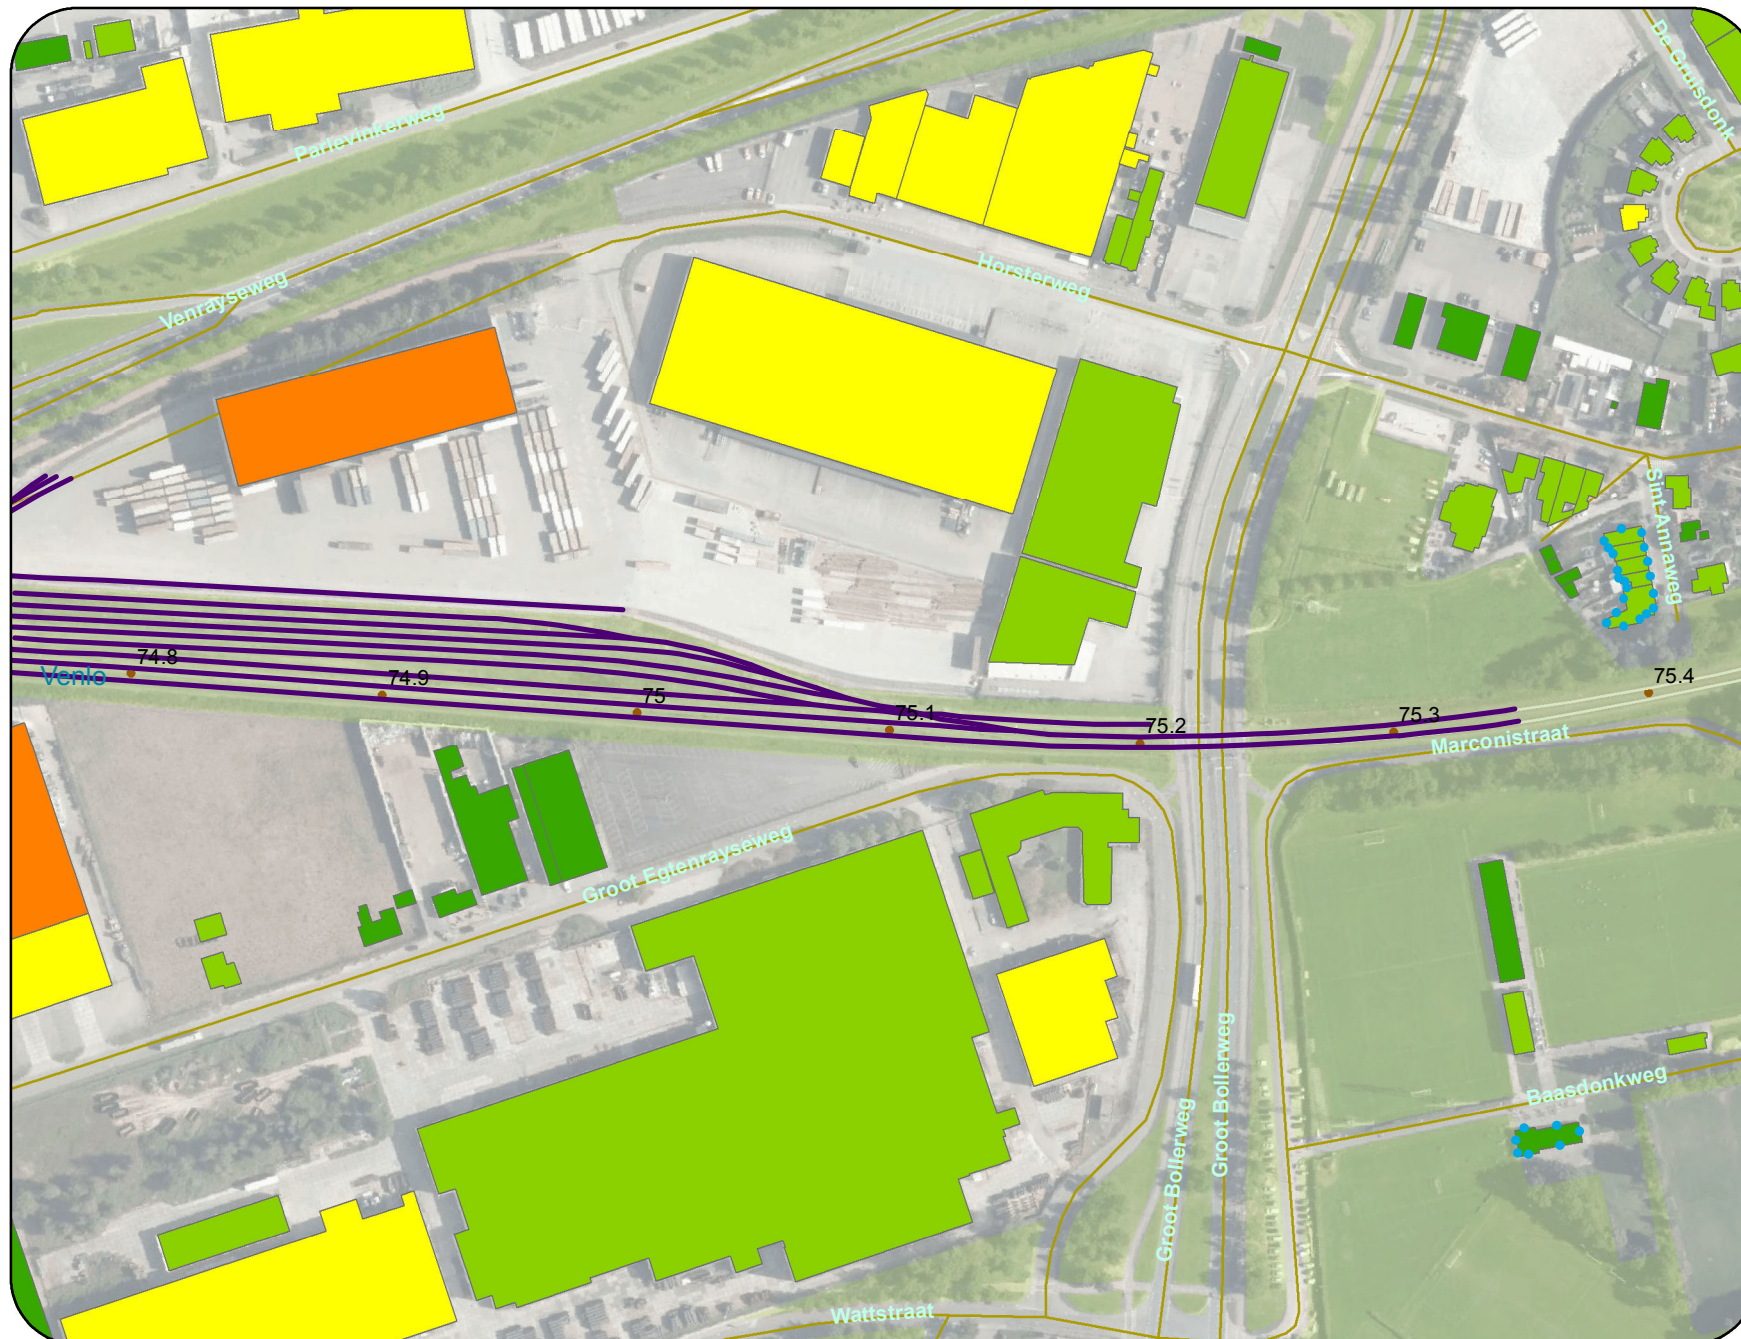 De Gruisdonk
Parlevinkerweg
Venrayseweg
Horsterweg
Sint-Annaweg
74.8
Venlo
74.9
75
75.1
75.2
75.3
75.4
Marconistraat
Groot Egtenrayseweg
Groot Bollerweg
Groot Bollerweg
Baasdonkweg
Wattstraat